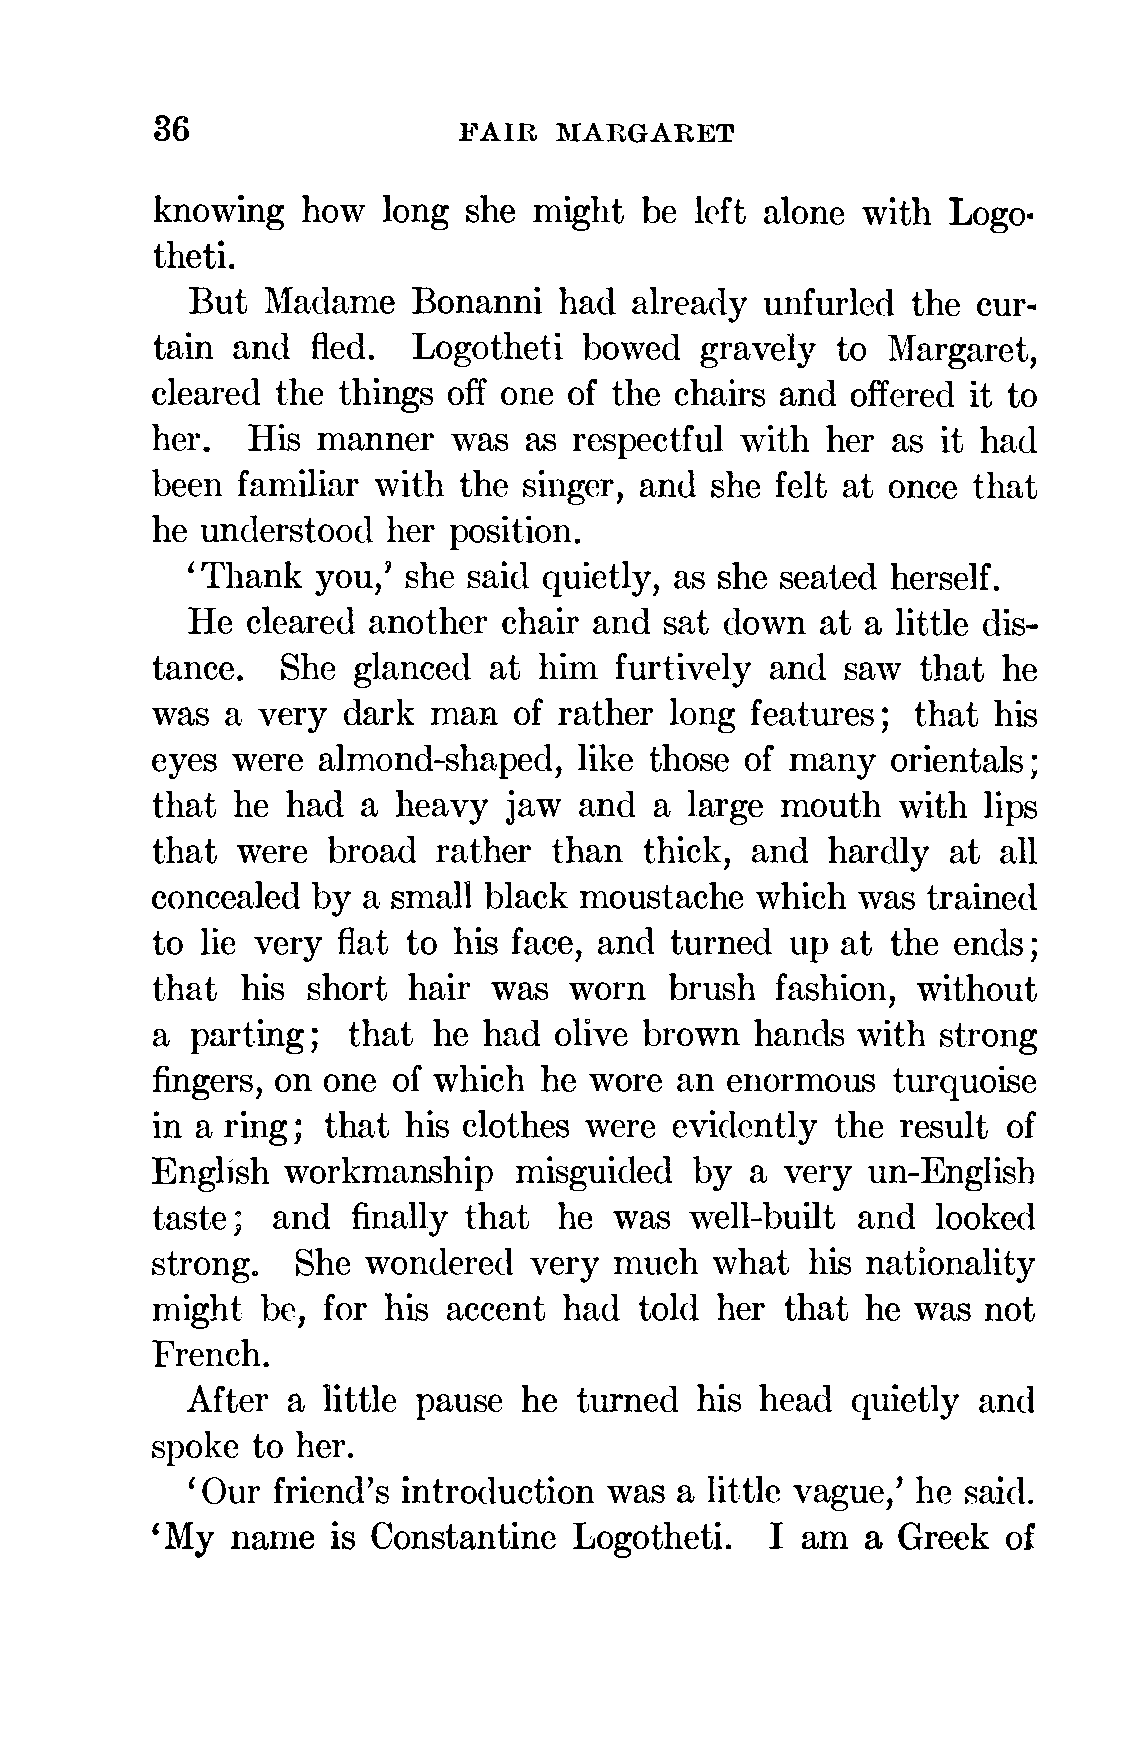 36 FAIR MARGARET
knowing how long she might be left alone with Logo-
theti.
But Madame Bonanni had already unfurled the cur-
tain and fled. Logotheti bowed gravely to Margaret,
cleared the things off one of the chairs and offered it to
her. His manner was as respectful with her as it had
been familiar with the singer, and she felt at once that
he understood her position.
‘Thank you,’ she said quietly, as she seated herself.
He cleared another chair and sat down at a little dis-
tance. She glanced at him furtively and saw that he
was a very dark man of rather long features; that his
eyes were almond-shaped, like those of many orientals;
that he had a heavy jaw and a large mouth with lips
that were broad rather than thick, and hardly at all
concealed by a small black moustache which was trained
to lie very flat to his face, and turned up at the ends;
that his short hair was worn brush fashion, without
a parting; that he had olive brown hands with strong
fingers, on one of which he wore an enormous turquoise
in a ring; that his clothes were evidently the result of
English workmanship misguided by a very un-English
taste; and finally that he was well-built and looked
strong. She wondered very much what his nationality
might be, for his accent had told her that he was not
French.
After a little pause he turned his head quietly and
spoke to her.
‘Our friend’s introduction was a little vague,’ he said.
‘My name is Constantine Logotheti. I am a Greek of